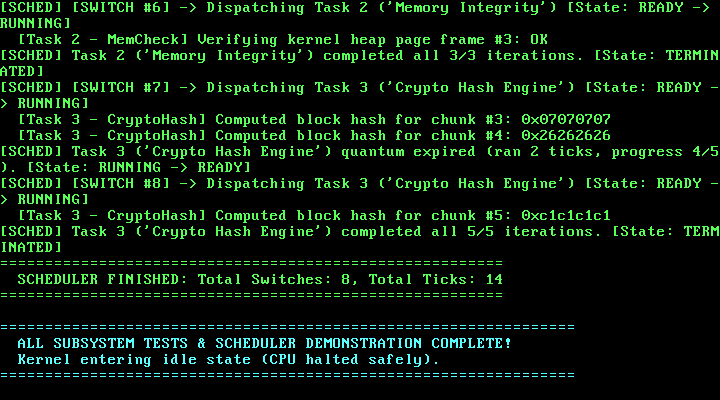 [SCHED] [SWITCH #6] -> Dispatching Task 2 ('Memory Integrity') [State: READY ->
RUNNING]
  [Task 2 - MemCheck] Verifying kernel heap page frame #3: OK
[SCHED] Task 2 ('Memory Integrity') completed all 3/3 iterations. [State: TERMIN
ATED]
[SCHED] [SWITCH #7] -> Dispatching Task 3 ('Crypto Hash Engine') [State: READY -
> RUNNING]
  [Task 3 - CryptoHash] Computed block hash for chunk #3: 0x07070707
  [Task 3 - CryptoHash] Computed block hash for chunk #4: 0x26262626
[SCHED] Task 3 ('Crypto Hash Engine') quantum expired (ran 2 ticks, progress 4/5
). [State: RUNNING -> READY]
[SCHED] [SWITCH #8] -> Dispatching Task 3 ('Crypto Hash Engine') [State: READY -
> RUNNING]
  [Task 3 - CryptoHash] Computed block hash for chunk #5: 0xc1c1c1c1
[SCHED] Task 3 ('Crypto Hash Engine') completed all 5/5 iterations. [State: TERM
INATED]
========================================================
  SCHEDULER FINISHED: Total Switches: 8, Total Ticks: 14
========================================================

================================================================
  ALL SUBSYSTEM TESTS & SCHEDULER DEMONSTRATION COMPLETE!
  Kernel entering idle state (CPU halted safely).
================================================================